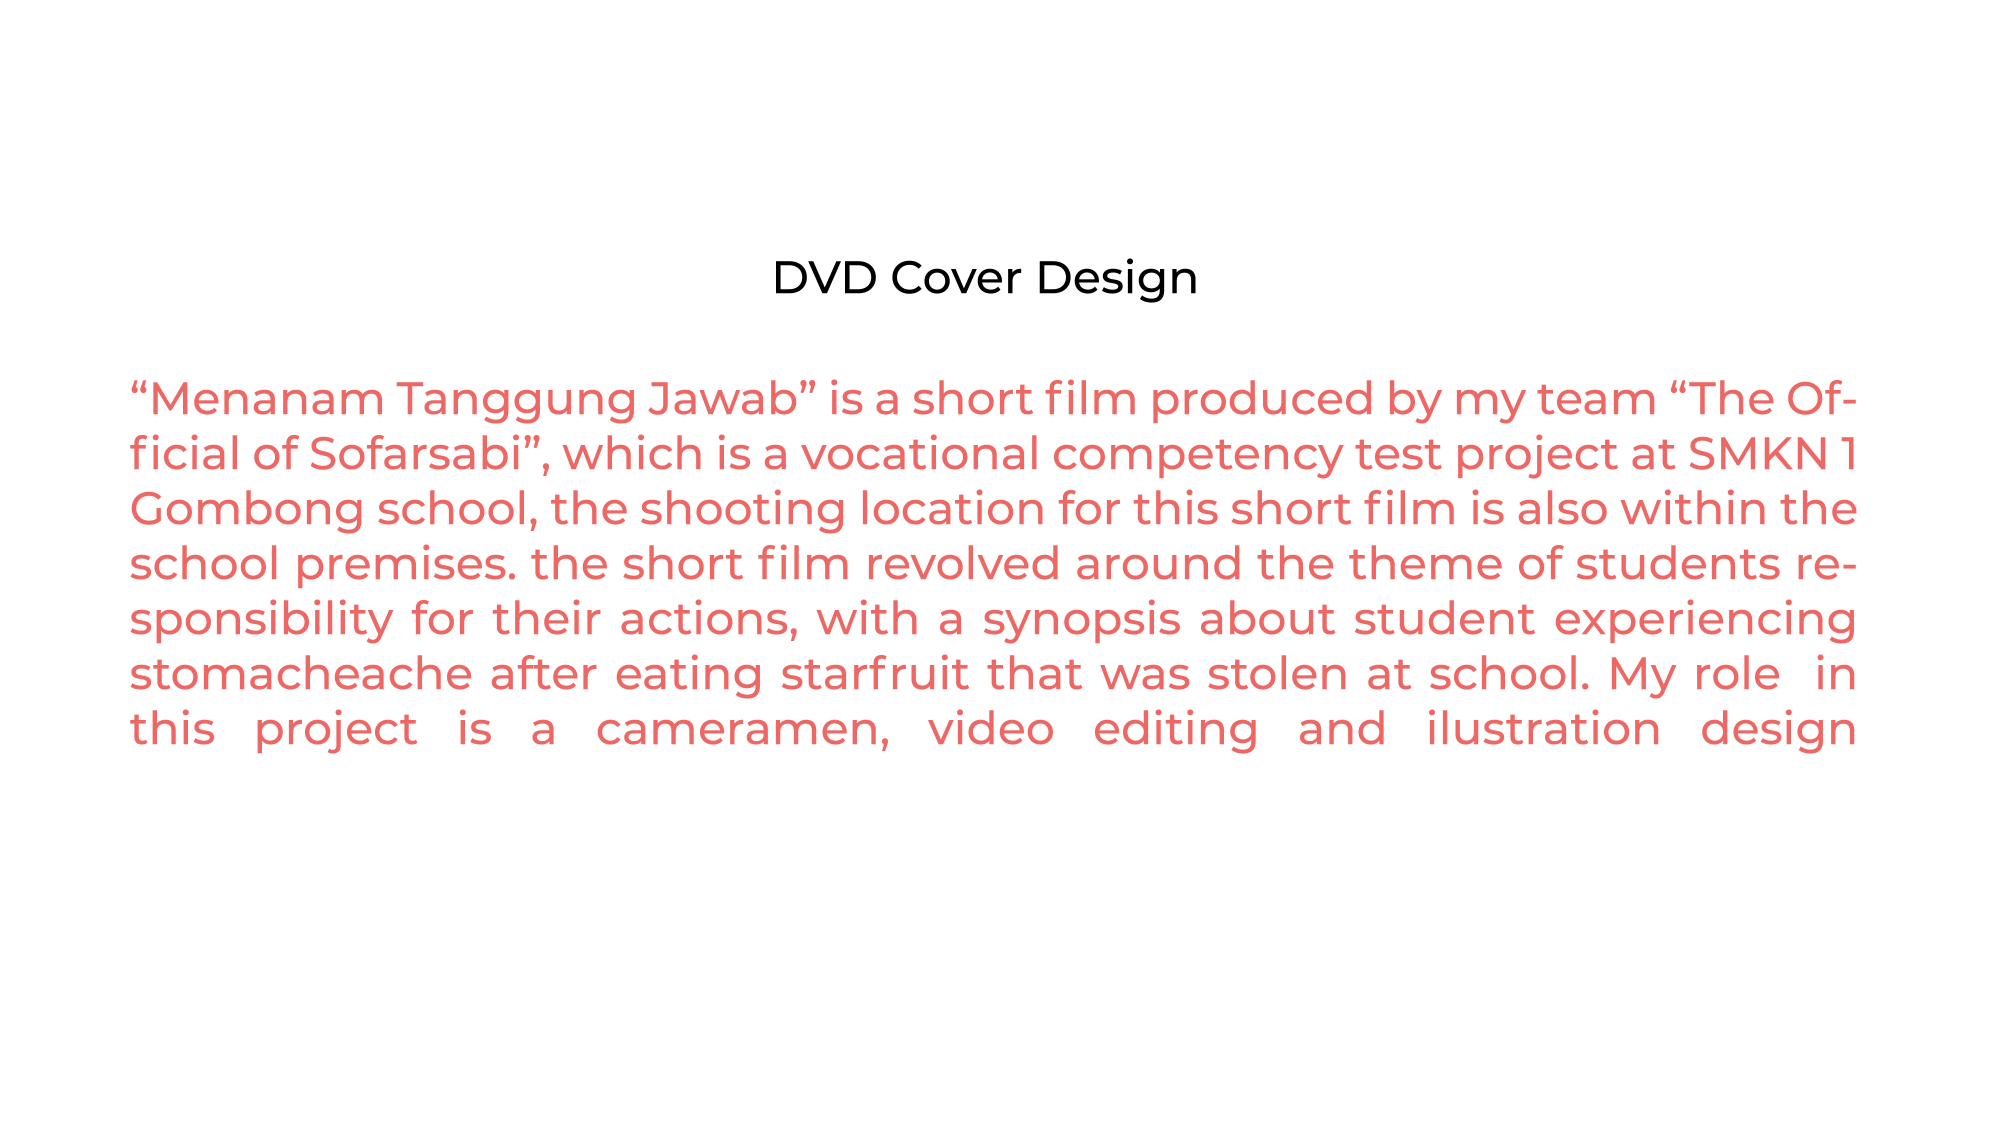 DVD Cover Design
“Menanam Tanggung Jawab” is a short film produced by my team “The Of-
ficial of Sofarsabi”, which is a vocational competency test project at SMKN 1
Gombong school, the shooting location for this short film is also within the
school premises. the short film revolved around the theme of students re-
sponsibility for their actions, with a synopsis about student experiencing
stomacheache after eating starfruit that was stolen at school. My role  in
this project is a cameramen, video editing and ilustration design